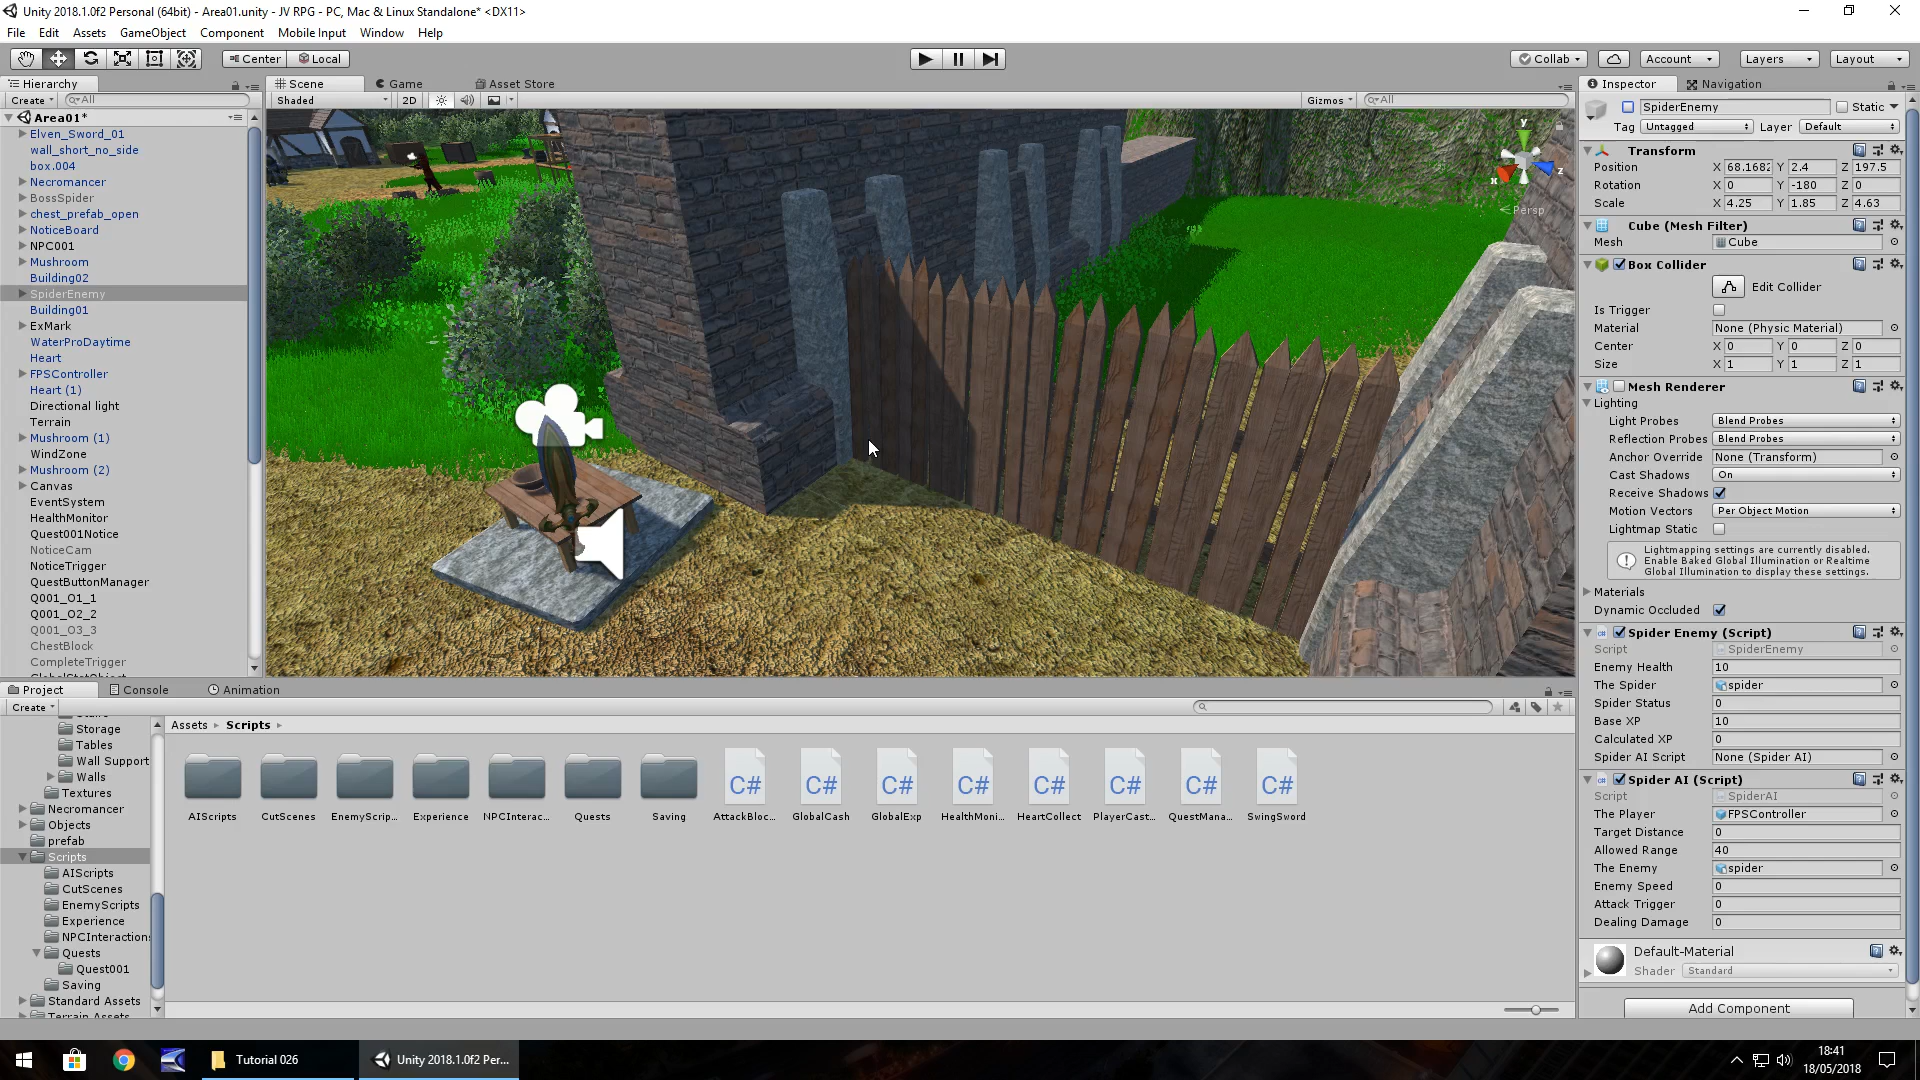 Unity 2018.1.0f2 Personal (64bit) - Area01.unity - JV RPG - PC, Mac & Linux Standalone* <DX11>
File Edit Assets GameObject Component Mobile Input Window Help
Center Local Collab Account Layers Layout
Hierarchy
Create All
Area01*
Elven_Sword_01
wall_short_no_side
box.004
Necromancer
BossSpider
chest_prefab_open
NoticeBoard
NPC001
Mushroom
Building02
SpiderEnemy
Building01
ExMark
WaterProDaytime
Heart
FPSController
Heart (1)
Directional light
Terrain
Mushroom (1)
WindZone
Mushroom (2)
Canvas
EventSystem
HealthMonitor
Quest001Notice
NoticeCam
NoticeTrigger
QuestButtonManager
Q001_O1_1
Q001_O2_2
Q001_O3_3
ChestBlock
CompleteTrigger
GlobalStatObject
Scene Game Asset Store
Shaded 2D Gizmos All
y
x z
Persp
Inspector Navigation
SpiderEnemy Static
Tag Untagged Layer Default
Transform
Position X 68.1682 Y 2.4 Z 197.5
Rotation X 0 Y -180 Z 0
Scale X 4.25 Y 1.85 Z 4.63
Cube (Mesh Filter)
Mesh Cube
Box Collider
Edit Collider
Is Trigger
Material None (Physic Material)
Center X 0 Y 0 Z 0
Size X 1 Y 1 Z 1
Mesh Renderer
Lighting
Light Probes Blend Probes
Reflection Probes Blend Probes
Anchor Override None (Transform)
Cast Shadows On
Receive Shadows
Motion Vectors Per Object Motion
Lightmap Static
Lightmapping settings are currently disabled.
Enable Baked Global Illumination or Realtime
Global Illumination to display these settings.
Materials
Dynamic Occluded
Spider Enemy (Script)
Script SpiderEnemy
Enemy Health 10
The Spider spider
Spider Status 0
Base XP 10
Calculated XP 0
Spider AI Script None (Spider AI)
Spider AI (Script)
Script SpiderAI
The Player FPSController
Target Distance 0
Allowed Range 40
The Enemy spider
Enemy Speed 0
Attack Trigger 0
Dealing Damage 0
Default-Material
Shader Standard
Add Component
Project Console Animation
Create
Storage
Tables
Wall Support
Walls
Textures
Necromancer
Objects
prefab
Scripts
AIScripts
CutScenes
EnemyScripts
Experience
NPCInteractions
Quests
Quest001
Saving
Standard Assets
Terrain Assets
Assets Scripts
C# C# C# C# C# C# C# C#
AIScripts CutScenes EnemyScrip... Experience NPCInterac... Quests Saving AttackBloc... GlobalCash GlobalExp HealthMoni... HeartCollect PlayerCast... QuestMana... SwingSword
Tutorial 026 Unity 2018.1.0f2 Per...
18:41
18/05/2018